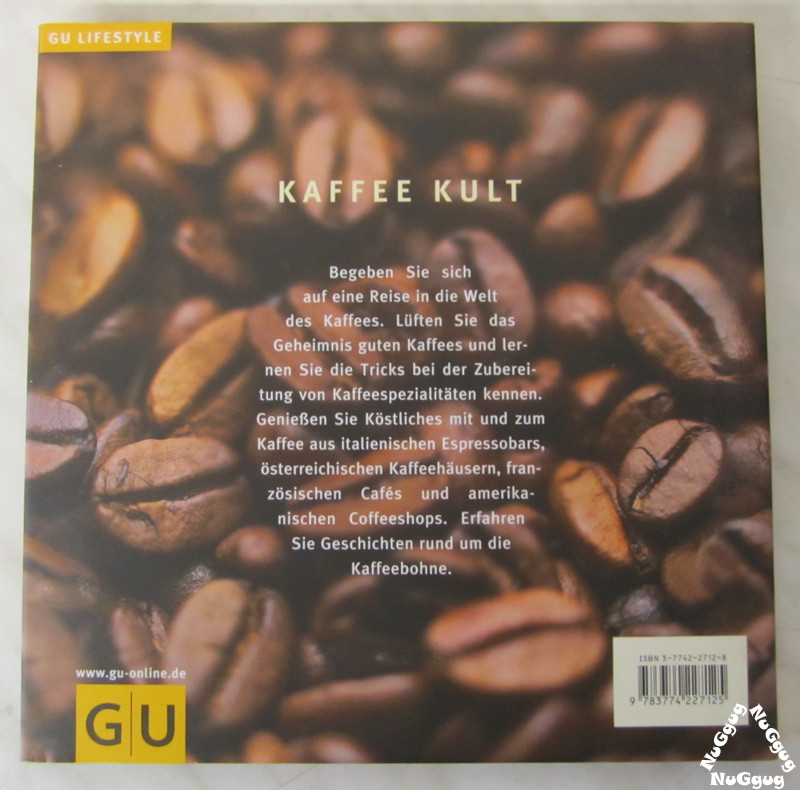 GU LIFESTYLE
KAFFEE KULT
Begeben Sie sich
auf eine Reise in die Welt
des Kaffees. Lüften Sie das
Geheimnis guten Kaffees und ler-
nen Sie die Tricks bei der Zuberei-
tung von Kaffeespezialitäten kennen.
Genießen Sie Köstliches mit und zum
Kaffee aus italienischen Espressobars,
österreichischen Kaffeehäusern, fran-
zösischen Cafés und amerika-
nischen Coffeeshops. Erfahren
Sie Geschichten rund um die
Kaffeebohne.
www.gu-online.de
G|U
ISBN 3-7742-2712-8
9 783774 227125
NuGgug
NuGgug
NuGgug